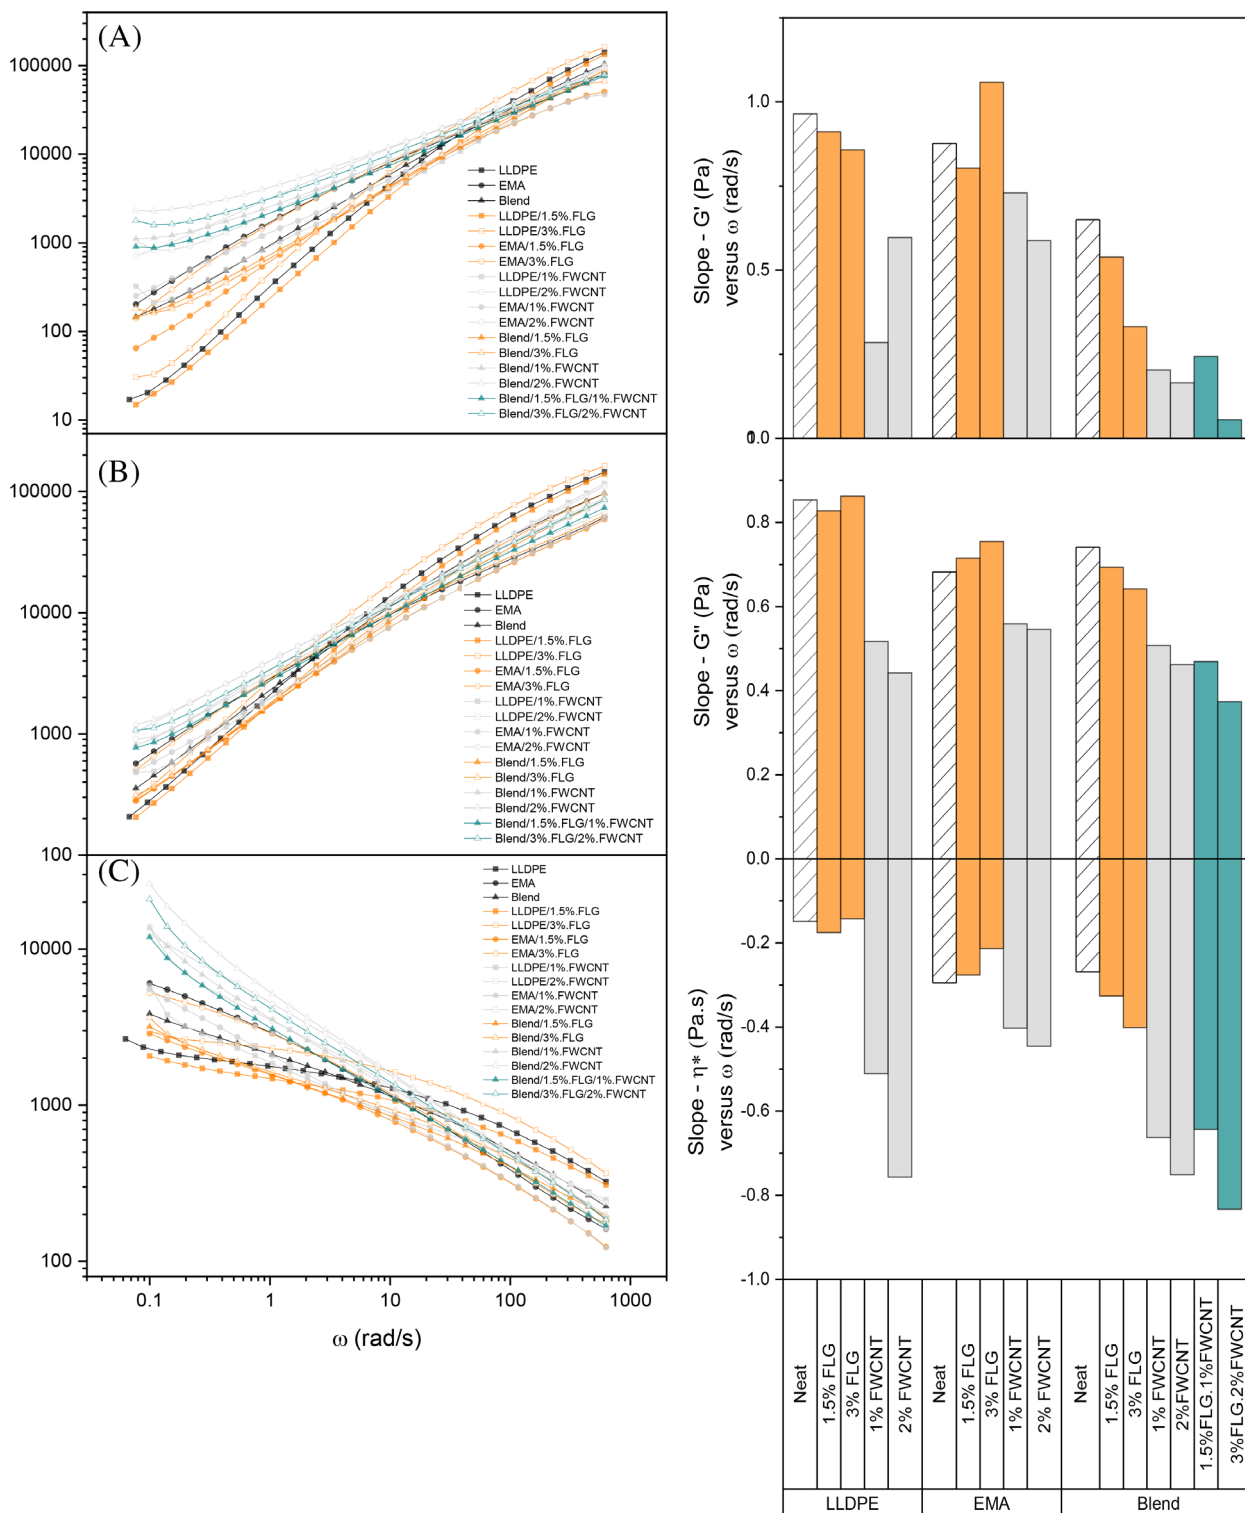 (A)
100000
10000
1000
100
10
LLDPE
EMA
Blend
LLDPE/1.5%.FLG
LLDPE/3%.FLG
EMA/1.5%.FLG
EMA/3%.FLG
LLDPE/1%.FWCNT
LLDPE/2%.FWCNT
EMA/1%.FWCNT
EMA/2%.FWCNT
Blend/1.5%.FLG
Blend/3%.FLG
Blend/1%.FWCNT
Blend/2%.FWCNT
Blend/1.5%.FLG/1%.FWCNT
Blend/3%.FLG/2%.FWCNT
(B)
100000
10000
1000
100
LLDPE
EMA
Blend
LLDPE/1.5%.FLG
LLDPE/3%.FLG
EMA/1.5%.FLG
EMA/3%.FLG
LLDPE/1%.FWCNT
LLDPE/2%.FWCNT
EMA/1%.FWCNT
EMA/2%.FWCNT
Blend/1.5%.FLG
Blend/3%.FLG
Blend/1%.FWCNT
Blend/2%.FWCNT
Blend/1.5%.FLG/1%.FWCNT
Blend/3%.FLG/2%.FWCNT
(C)
10000
1000
100
LLDPE
EMA
Blend
LLDPE/1.5%.FLG
LLDPE/3%.FLG
EMA/1.5%.FLG
EMA/3%.FLG
LLDPE/1%.FWCNT
LLDPE/2%.FWCNT
EMA/1%.FWCNT
EMA/2%.FWCNT
Blend/1.5%.FLG
Blend/3%.FLG
Blend/1%.FWCNT
Blend/2%.FWCNT
Blend/1.5%.FLG/1%.FWCNT
Blend/3%.FLG/2%.FWCNT
0.1 1 10 100 1000
ω (rad/s)
Slope - G' (Pa)
versus ω (rad/s)
1.0
0.5
0.0
Slope - G'' (Pa)
versus ω (rad/s)
0.8
0.6
0.4
0.2
0.0
Slope - η* (Pa.s)
versus ω (rad/s)
-0.2
-0.4
-0.6
-0.8
-1.0
Neat
1.5% FLG
3% FLG
1% FWCNT
2% FWCNT
Neat
1.5% FLG
3% FLG
1% FWCNT
2% FWCNT
Neat
1.5% FLG
3% FLG
1% FWCNT
2%FWCNT
1.5%FLG.1%FWCNT
3%FLG.2%FWCNT
LLDPE EMA Blend